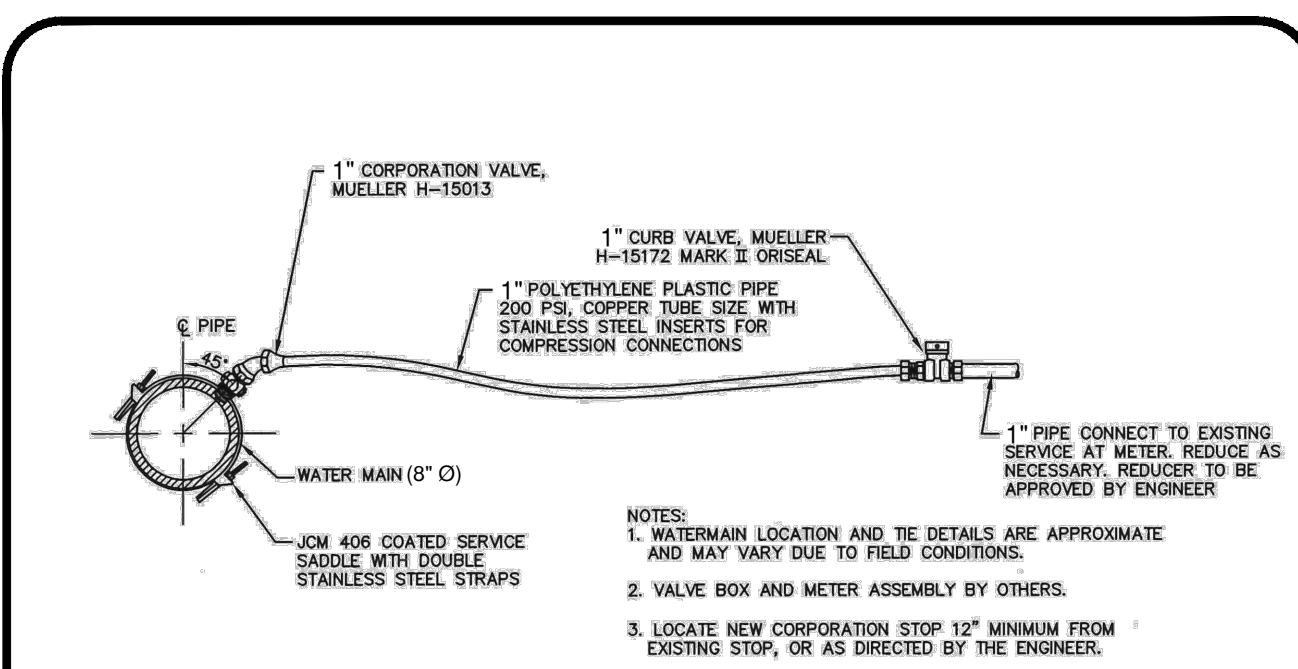 1" CORPORATION VALVE,
MUELLER H-15013
1" CURB VALVE, MUELLER
H-15172 MARK II ORISEAL
1" POLYETHYLENE PLASTIC PIPE
200 PSI, COPPER TUBE SIZE WITH
STAINLESS STEEL INSERTS FOR
COMPRESSION CONNECTIONS
℄ PIPE
45°
1" PIPE CONNECT TO EXISTING
SERVICE AT METER. REDUCE AS
NECESSARY. REDUCER TO BE
APPROVED BY ENGINEER
WATER MAIN (8" Ø)
JCM 406 COATED SERVICE
SADDLE WITH DOUBLE
STAINLESS STEEL STRAPS
NOTES:
1. WATERMAIN LOCATION AND TIE DETAILS ARE APPROXIMATE
AND MAY VARY DUE TO FIELD CONDITIONS.
2. VALVE BOX AND METER ASSEMBLY BY OTHERS.
3. LOCATE NEW CORPORATION STOP 12" MINIMUM FROM
EXISTING STOP, OR AS DIRECTED BY THE ENGINEER.